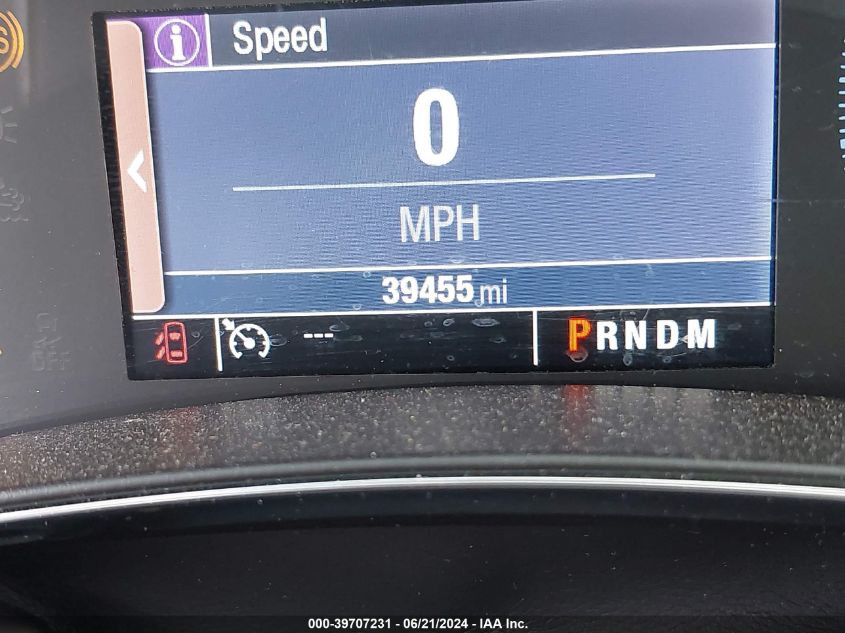 Speed
0
MPH
39455 mi
---
PRNDM
000-39707231 - 06/21/2024 - IAA Inc.